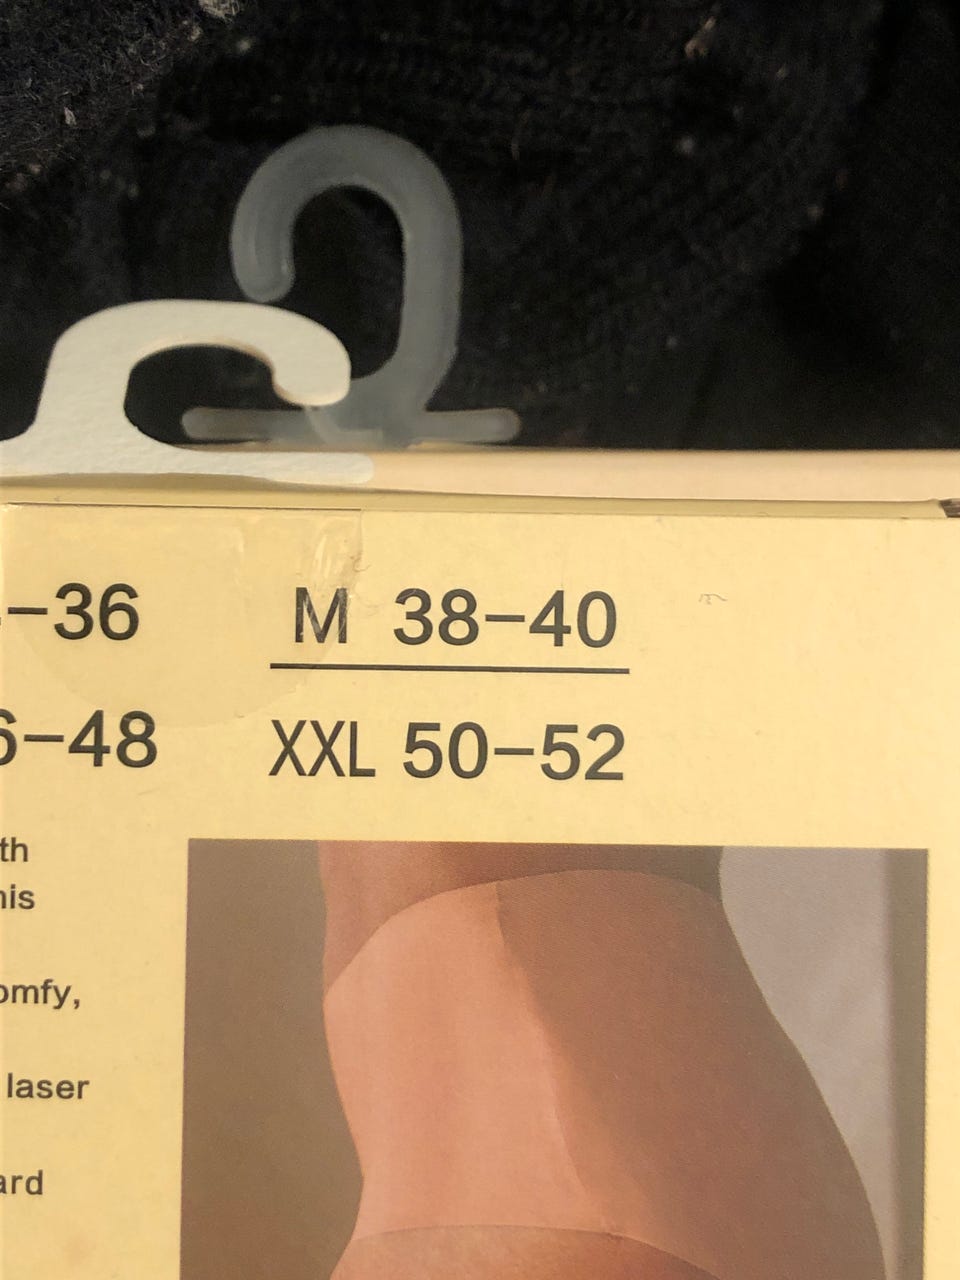 –36 M 38–40
6–48 XXL 50–52
th
his
omfy,
laser
ard